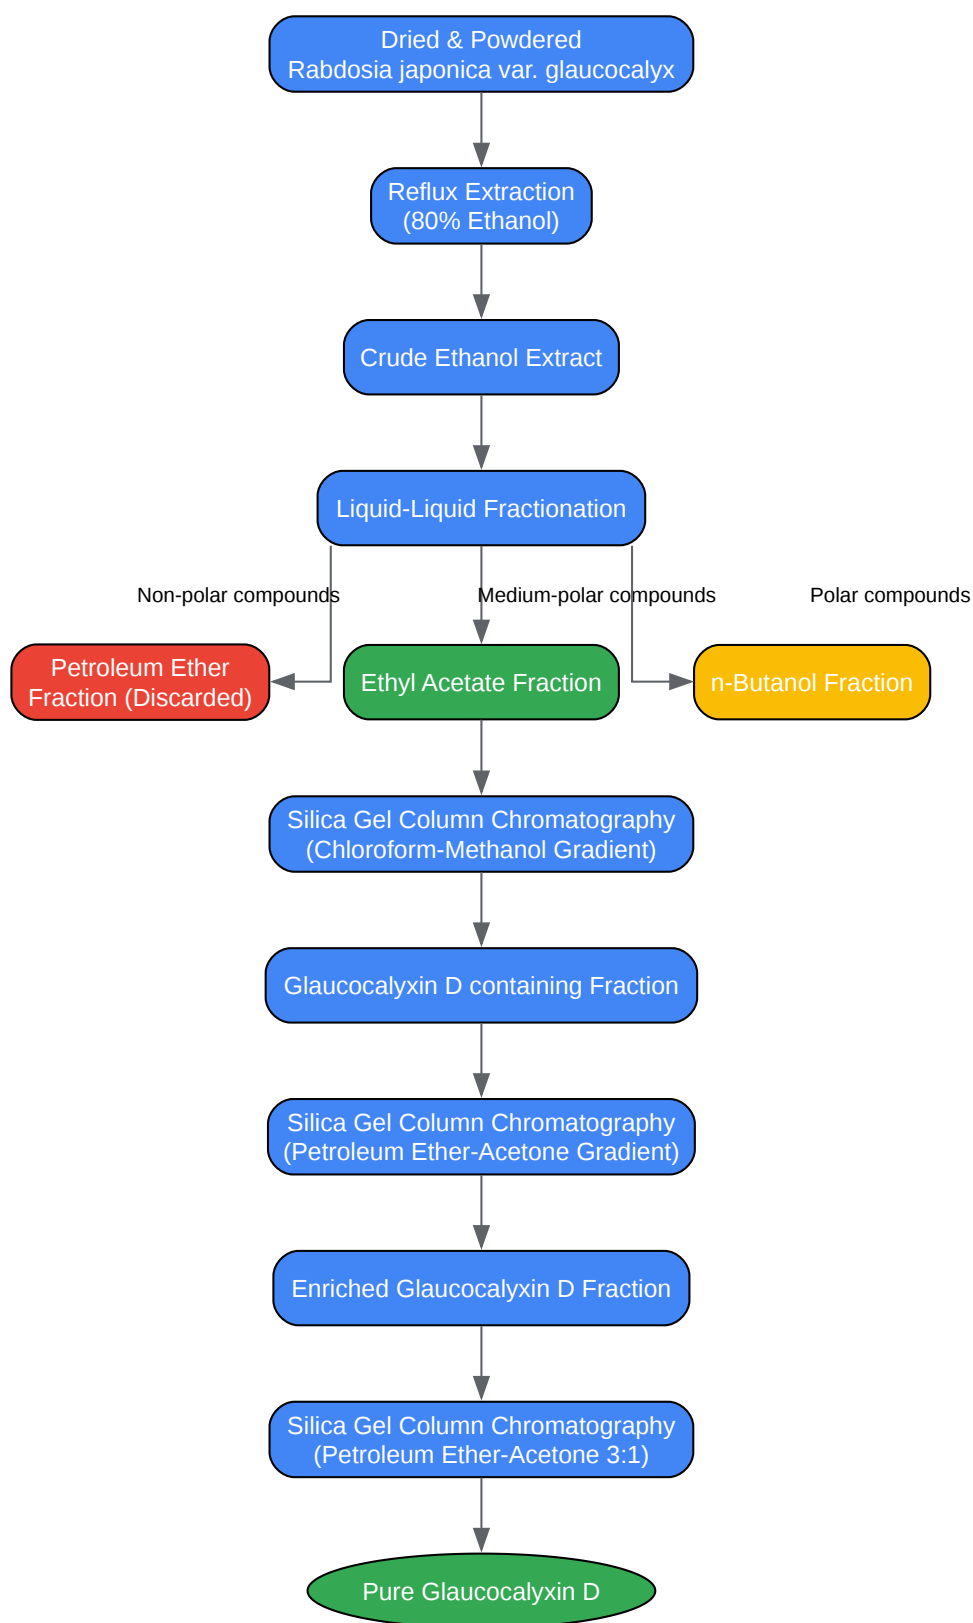 Dried & Powdered
Rabdosia japonica var. glaucocalyx
Reflux Extraction
(80% Ethanol)
Crude Ethanol Extract
Liquid-Liquid Fractionation
Non-polar compounds
Medium-polar compounds
Polar compounds
Petroleum Ether
Fraction (Discarded)
Ethyl Acetate Fraction
n-Butanol Fraction
Silica Gel Column Chromatography
(Chloroform-Methanol Gradient)
Glaucocalyxin D containing Fraction
Silica Gel Column Chromatography
(Petroleum Ether-Acetone Gradient)
Enriched Glaucocalyxin D Fraction
Silica Gel Column Chromatography
(Petroleum Ether-Acetone 3:1)
Pure Glaucocalyxin D